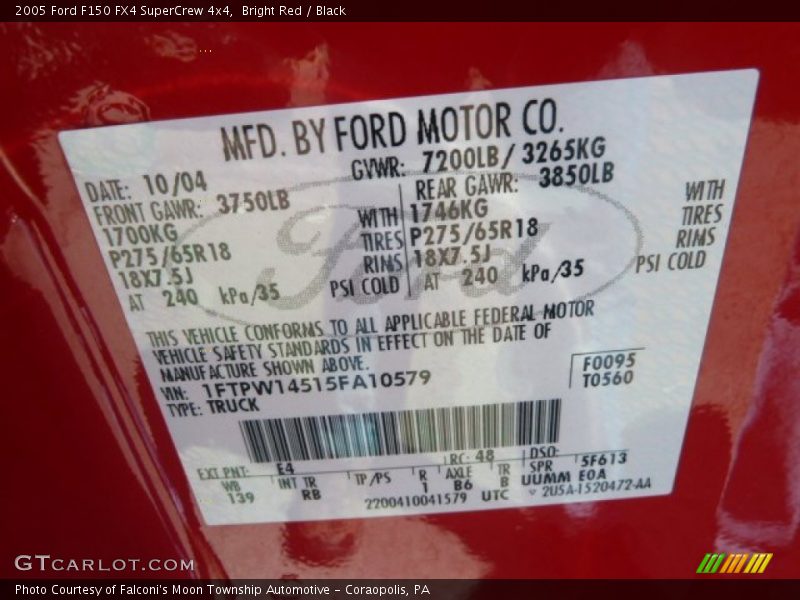 2005 Ford F150 FX4 SuperCrew 4x4,  Bright Red / Black
MFD. BY FORD MOTOR CO.
DATE: 10/04
GVWR: 7200LB/ 3265KG
FRONT GAWR: 3750LB
REAR GAWR: 3850LB
1700KG WITH
1746KG WITH
P275/65R18 TIRES
P275/65R18 TIRES
18X7.5J RIMS
18X7.5J RIMS
AT 240 kPa/35 PSI COLD
AT 240 kPa/35 PSI COLD
THIS VEHICLE CONFORMS TO ALL APPLICABLE FEDERAL MOTOR
VEHICLE SAFETY STANDARDS IN EFFECT ON THE DATE OF
MANUFACTURE SHOWN ABOVE.
VIN: 1FTPW14515FA10579
F0095
TYPE: TRUCK
T0560
EXT PNT: E4 RC: 48 DSO:
WB INT TR TP/PS R AXLE TR SPR 5F613
139 RB 1 B6 B UUMM E0A
2200410041579 UTC 2USA-1520472-AA
Ford
GTCARLOT.COM
Photo Courtesy of Falconi's Moon Township Automotive - Coraopolis, PA